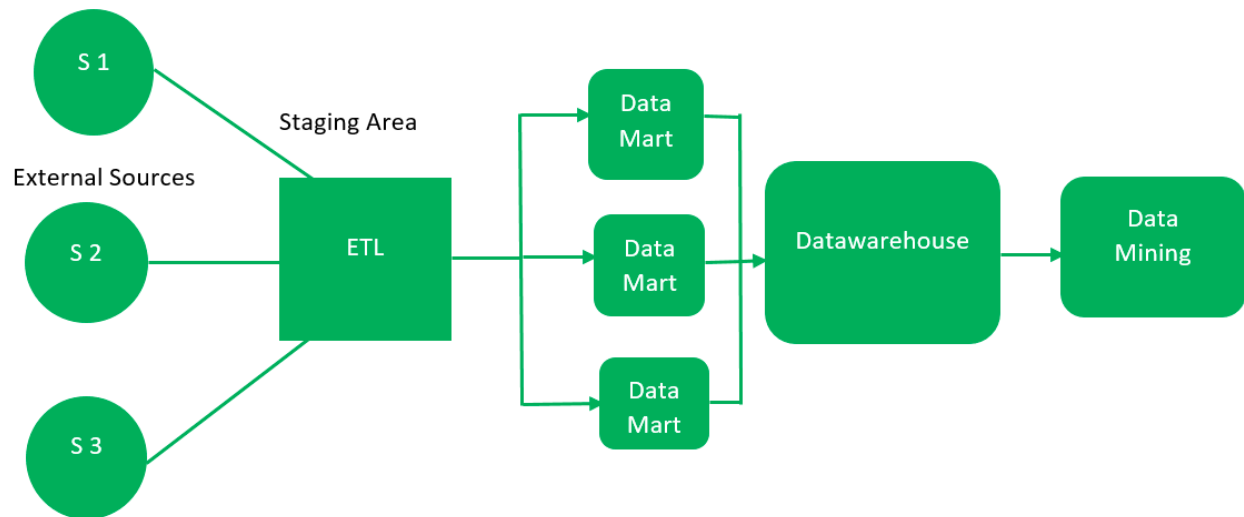 S 1
Staging Area
External Sources
S 2
S 3
ETL
Data
Mart
Data
Mart
Data
Mart
Datawarehouse
Data
Mining